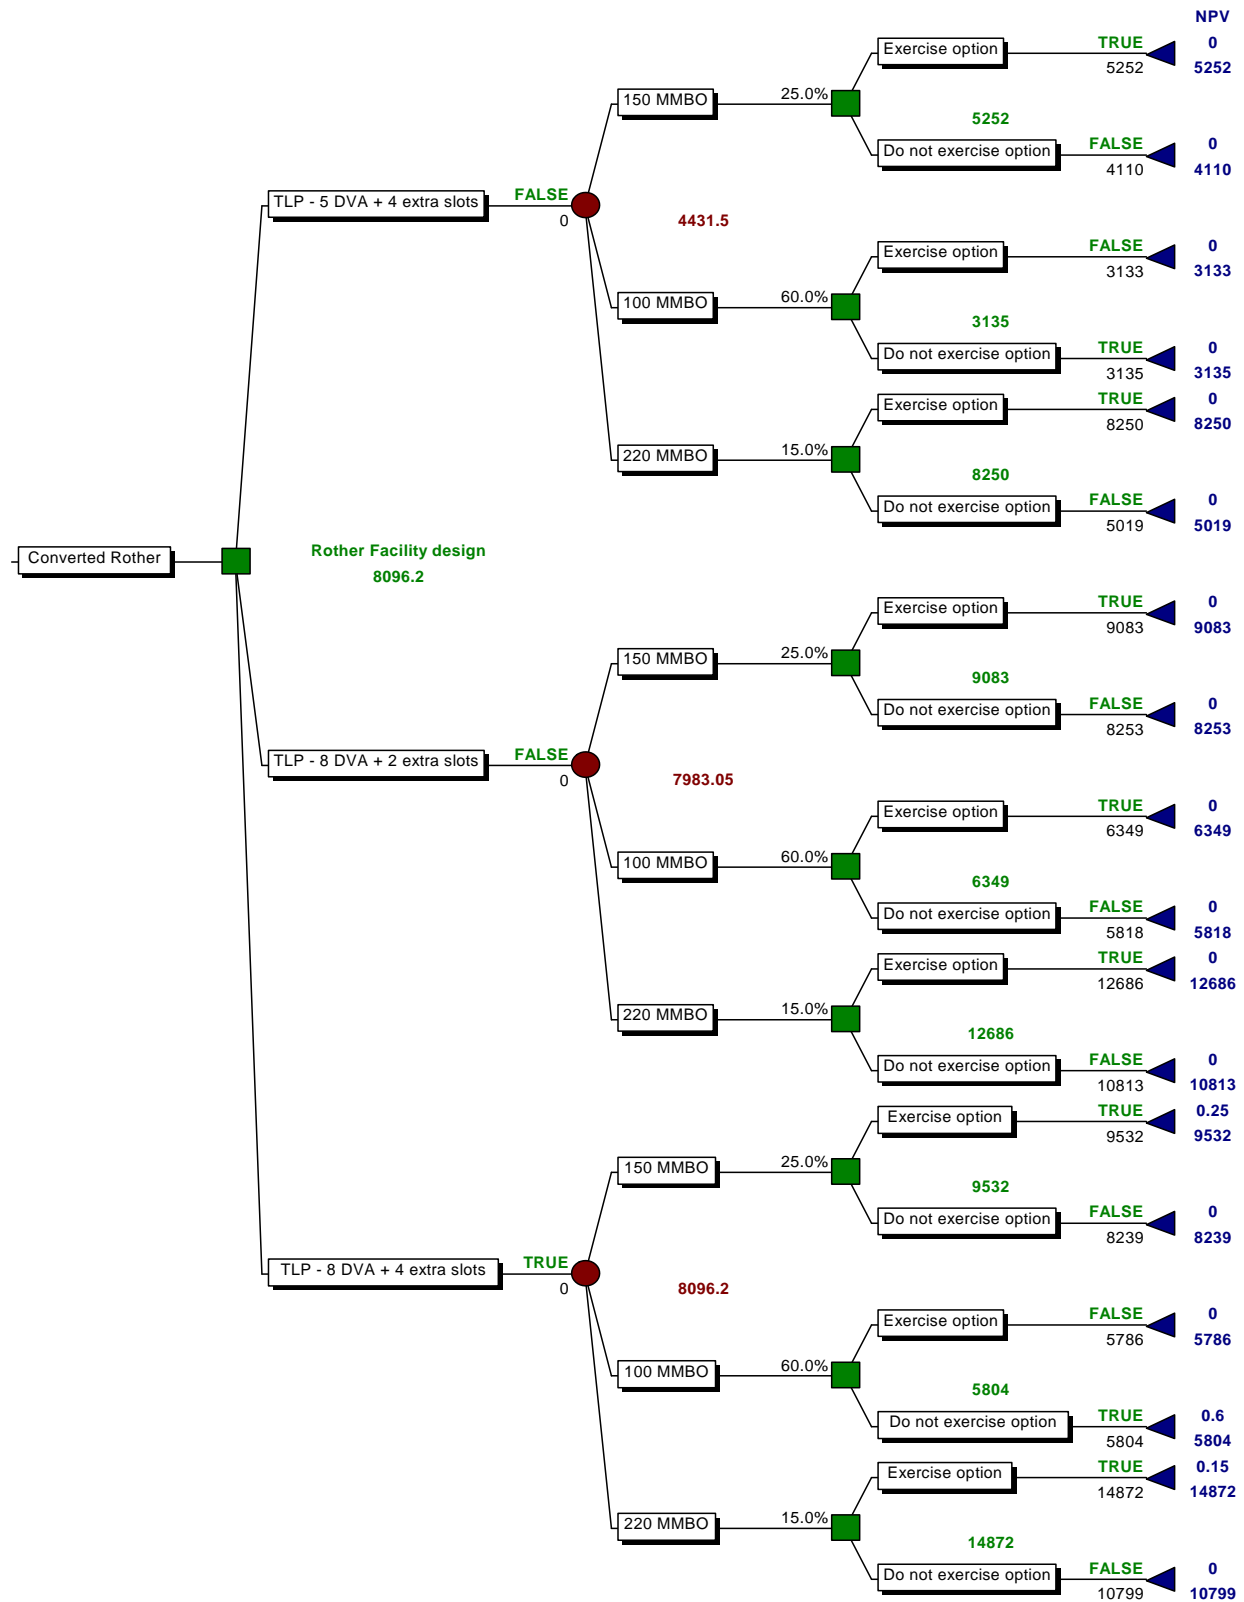 NPV
Exercise option TRUE 0
5252 5252
150 MMBO 25.0%
5252
Do not exercise option FALSE 0
4110 4110
TLP - 5 DVA + 4 extra slots FALSE
0 4431.5
Exercise option FALSE 0
3133 3133
100 MMBO 60.0%
3135
Do not exercise option TRUE 0
3135 3135
Exercise option TRUE 0
8250 8250
220 MMBO 15.0%
8250
Do not exercise option FALSE 0
5019 5019
Converted Rother
Rother Facility design
8096.2
Exercise option TRUE 0
9083 9083
150 MMBO 25.0%
9083
Do not exercise option FALSE 0
8253 8253
TLP - 8 DVA + 2 extra slots FALSE
0 7983.05
Exercise option TRUE 0
6349 6349
100 MMBO 60.0%
6349
Do not exercise option FALSE 0
5818 5818
Exercise option TRUE 0
12686 12686
220 MMBO 15.0%
12686
Do not exercise option FALSE 0
10813 10813
Exercise option TRUE 0.25
9532 9532
150 MMBO 25.0%
9532
Do not exercise option FALSE 0
8239 8239
TLP - 8 DVA + 4 extra slots TRUE
0 8096.2
Exercise option FALSE 0
5786 5786
100 MMBO 60.0%
5804
Do not exercise option TRUE 0.6
5804 5804
Exercise option TRUE 0.15
14872 14872
220 MMBO 15.0%
14872
Do not exercise option FALSE 0
10799 10799